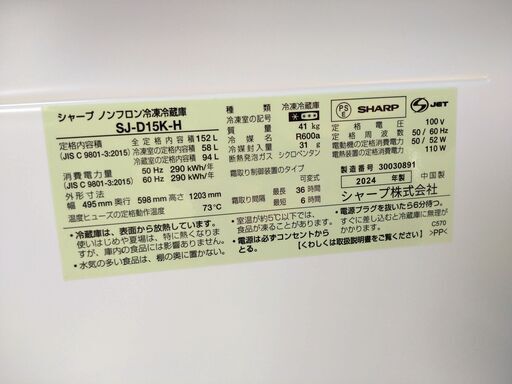 シャープ ノンフロン冷凍冷蔵庫
SJ-D15K-H
定格内容積
(JIS C 9801-3:2015)
全定格内容積 152 L
冷凍室の定格内容積 58 L
冷蔵室の定格内容積 94 L
消費電力量
(JIS C 9801-3:2015)
50 Hz 290 kWh/年
60 Hz 290 kWh/年
外形寸法
幅 495 mm 奥行 598 mm 高さ 1203 mm
温度ヒューズの定格動作温度 73℃
種類 冷凍冷蔵庫
冷凍室の記号
質量 41 kg
冷媒名 R600a
冷媒封入量 31 g
断熱発泡ガス シクロペンタン
霜取り制御装置のタイプ 可変式
霜取り間隔 最長 36 時間
最短 6 時間
PS
E
SHARP
JET
定格電圧 100 V
定格周波数 50 / 60 Hz
電動機の定格消費電力 50 / 52 W
電熱装置の定格消費電力 110 W
製造番号 30030891
2024 年製 中国製
シャープ株式会社
・冷蔵庫は、表面から放熱しています。
使いはじめや夏場は、特に熱くなりま
すが、庫内の食品には影響ありません。
・水気の多い食品は、棚の奥に置かない。
・室温が約5℃以下では、
食品が凍ることがあります。
・電源は必ずコンセントから
とる。
・電源プラグを抜いたら6分待つ。
すぐに差し込むと冷蔵庫に無理が
かかります。
【くわしくは取扱説明書をご覧ください】
C570
>PP<